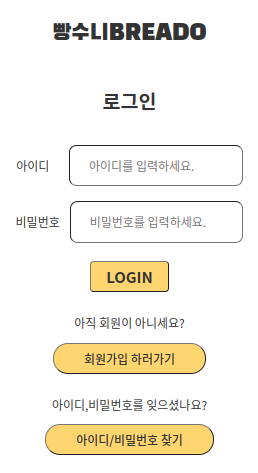 빵수니BREADO
로그인
아이디 아이디를 입력하세요.
비밀번호 비밀번호를 입력하세요.
LOGIN
아직 회원이 아니세요?
회원가입 하러가기
아이디,비밀번호를 잊으셨나요?
아이디/비밀번호 찾기